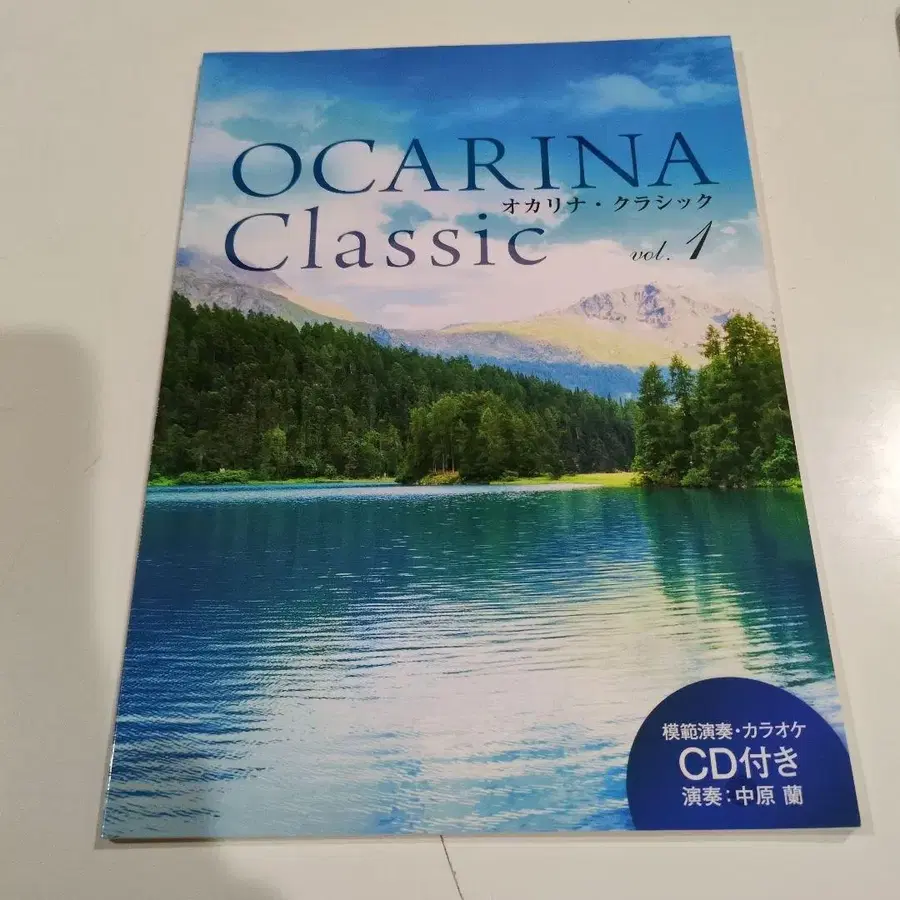 OCARINA
オカリナ・クラシック
Classic vol. 1
模範演奏・カラオケ
CD付き
演奏：中原 蘭